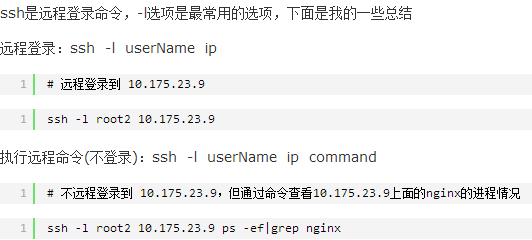 ssh是远程登录命令，-l选项是最常用的选项，下面是我的一些总结
远程登录：ssh -l userName ip
1 # 远程登录到 10.175.23.9
1 ssh -l root2 10.175.23.9
执行远程命令(不登录)：ssh -l userName ip command
1 # 不远程登录到 10.175.23.9，但通过命令查看10.175.23.9上面的nginx的进程情况
1 ssh -l root2 10.175.23.9 ps -ef|grep nginx